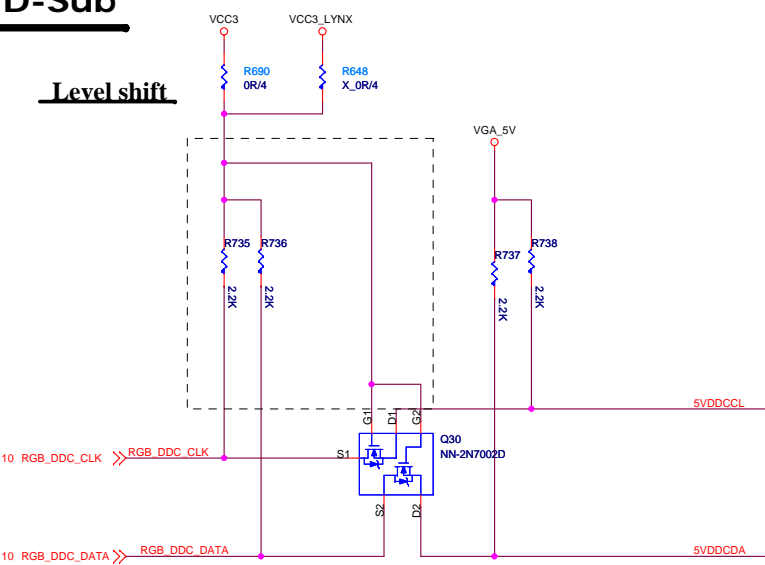 D-Sub
VCC3
VCC3_LYNX
R690
0R/4
R648
X_0R/4
Level shift
VGA_5V
R735
R736
R737
R738
2.2K
2.2K
2.2K
2.2K
5VDDCCL
G1
D1
G2
Q30
NN-2N7002D
10 RGB_DDC_CLK
RGB_DDC_CLK
S1
S2
D2
10 RGB_DDC_DATA
RGB_DDC_DATA
5VDDCDA